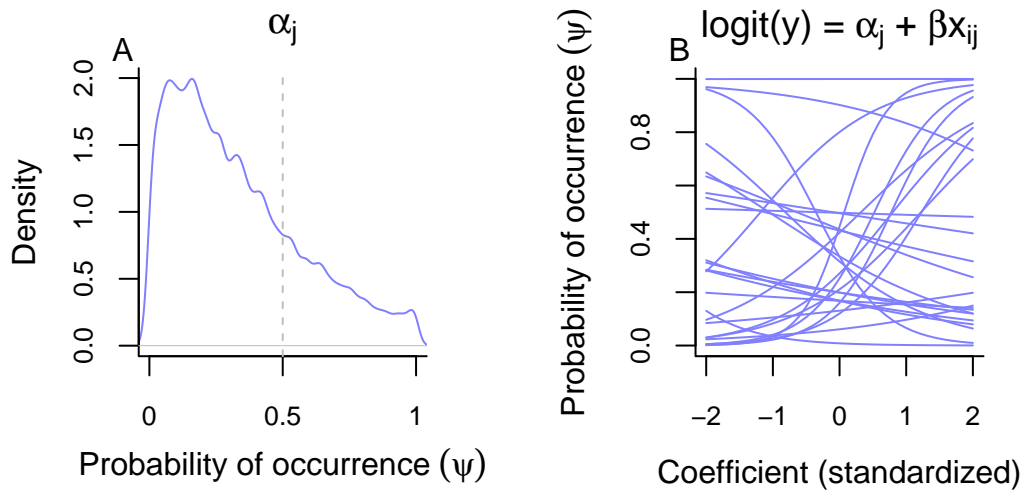 αj
A
Density
0.0
0.5
1.0
1.5
2.0
0
0.5
1
Probability of occurrence (ψ)
logit(y) = αj + βxij
B
Probability of occurrence (ψ)
0.0
0.4
0.8
−2
−1
0
1
2
Coefficient (standardized)